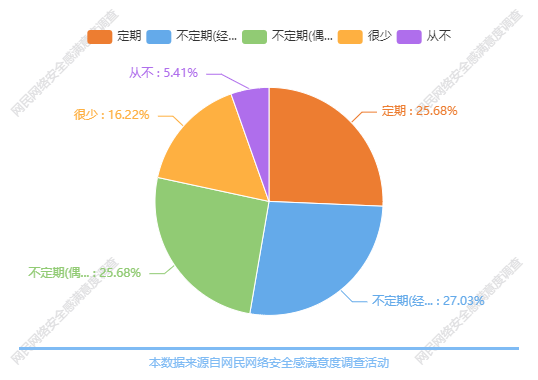 定期 不定期(经... 不定期(偶... 很少 从不
从不 : 5.41%
定期 : 25.68%
很少 : 16.22%
不定期(偶... : 25.68%
不定期(经... : 27.03%
本数据来源自网民网络安全感满意度调查活动
网民网络安全感满意度调查
网民网络安全感满意度调查
网民网络安全感满意度调查
网民网络安全感满意度调查